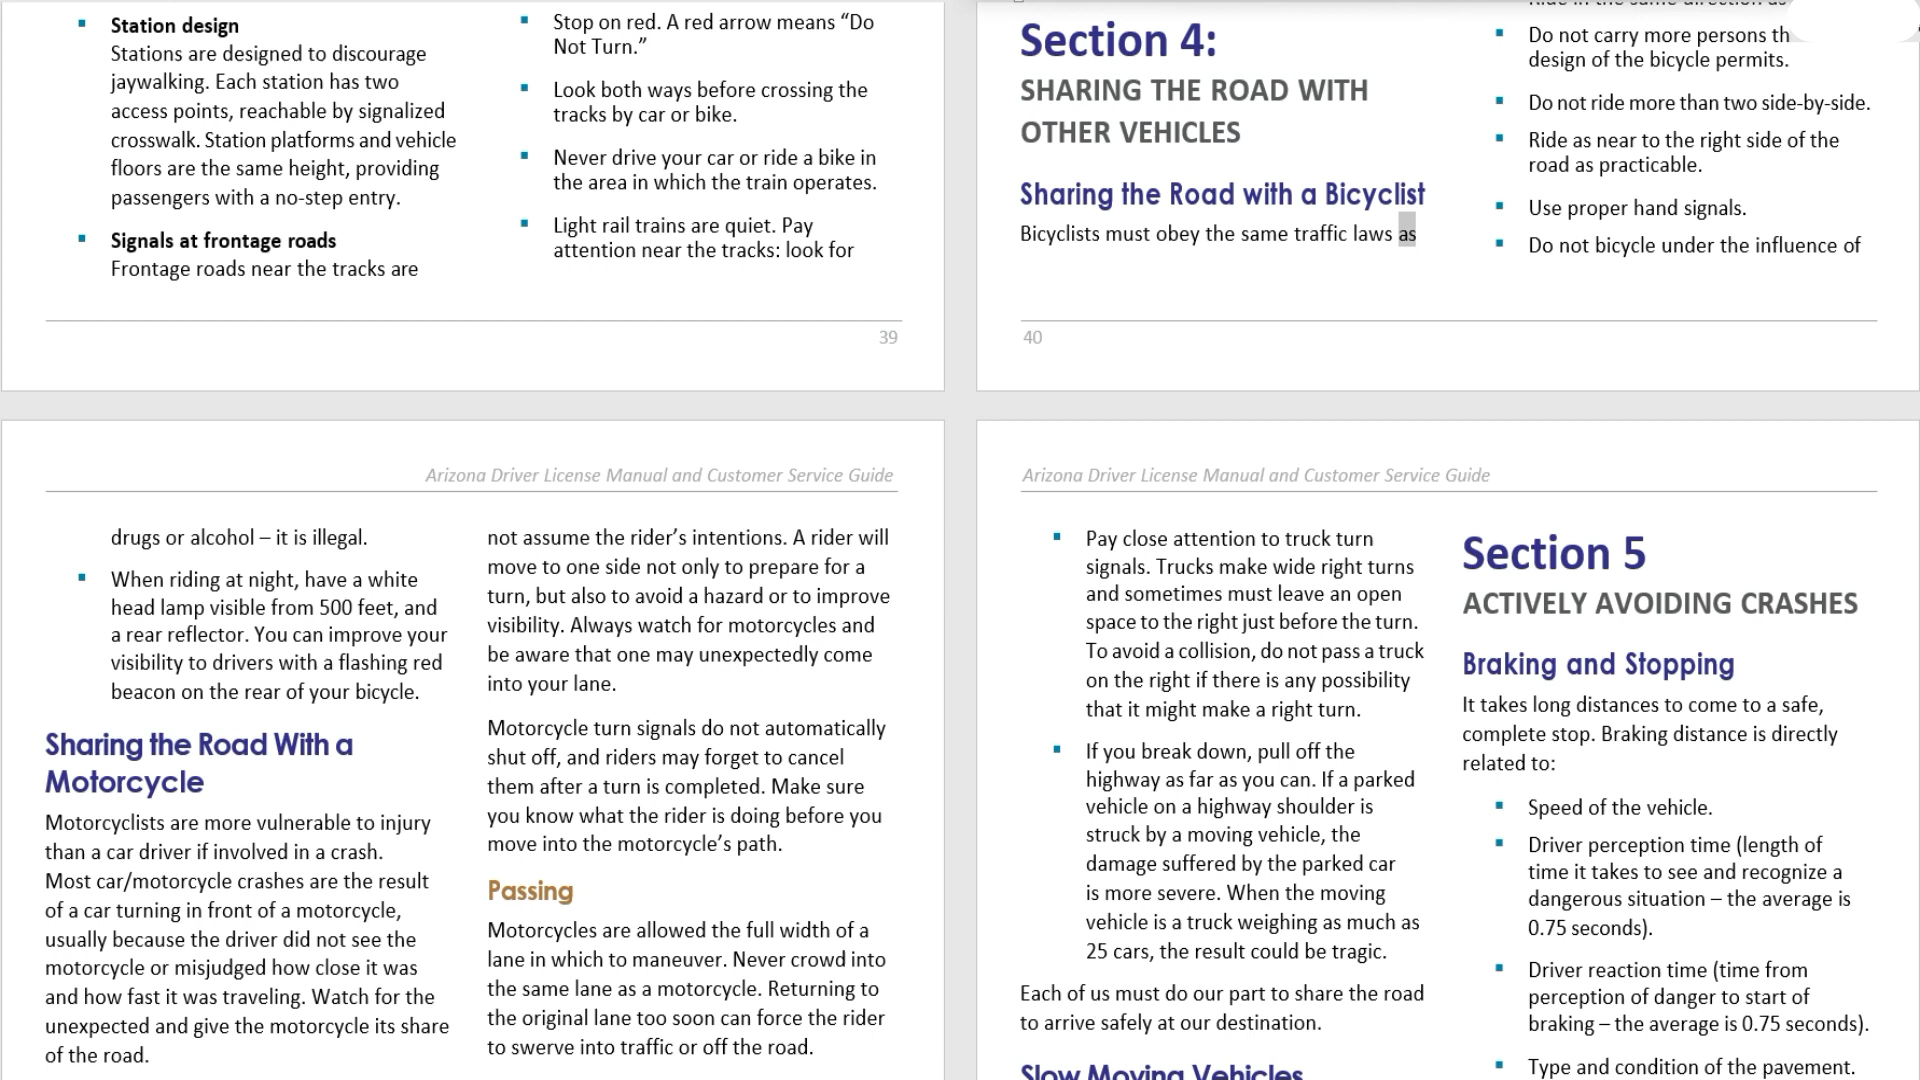 Station design
Stations are designed to discourage
jaywalking. Each station has two
access points, reachable by signalized
crosswalk. Station platforms and vehicle
floors are the same height, providing
passengers with a no-step entry.
Signals at frontage roads
Frontage roads near the tracks are
Stop on red. A red arrow means “Do
Not Turn.”
Look both ways before crossing the
tracks by car or bike.
Never drive your car or ride a bike in
the area in which the train operates.
Light rail trains are quiet. Pay
attention near the tracks: look for
39
Section 4:
SHARING THE ROAD WITH
OTHER VEHICLES
Sharing the Road with a Bicyclist
Bicyclists must obey the same traffic laws as
Ride in the same direction as
Do not carry more persons th
design of the bicycle permits.
Do not ride more than two side-by-side.
Ride as near to the right side of the
road as practicable.
Use proper hand signals.
Do not bicycle under the influence of
40
Arizona Driver License Manual and Customer Service Guide
drugs or alcohol – it is illegal.
When riding at night, have a white
head lamp visible from 500 feet, and
a rear reflector. You can improve your
visibility to drivers with a flashing red
beacon on the rear of your bicycle.
Sharing the Road With a
Motorcycle
Motorcyclists are more vulnerable to injury
than a car driver if involved in a crash.
Most car/motorcycle crashes are the result
of a car turning in front of a motorcycle,
usually because the driver did not see the
motorcycle or misjudged how close it was
and how fast it was traveling. Watch for the
unexpected and give the motorcycle its share
of the road.
not assume the rider’s intentions. A rider will
move to one side not only to prepare for a
turn, but also to avoid a hazard or to improve
visibility. Always watch for motorcycles and
be aware that one may unexpectedly come
into your lane.
Motorcycle turn signals do not automatically
shut off, and riders may forget to cancel
them after a turn is completed. Make sure
you know what the rider is doing before you
move into the motorcycle’s path.
Passing
Motorcycles are allowed the full width of a
lane in which to maneuver. Never crowd into
the same lane as a motorcycle. Returning to
the original lane too soon can force the rider
to swerve into traffic or off the road.
Arizona Driver License Manual and Customer Service Guide
Pay close attention to truck turn
signals. Trucks make wide right turns
and sometimes must leave an open
space to the right just before the turn.
To avoid a collision, do not pass a truck
on the right if there is any possibility
that it might make a right turn.
If you break down, pull off the
highway as far as you can. If a parked
vehicle on a highway shoulder is
struck by a moving vehicle, the
damage suffered by the parked car
is more severe. When the moving
vehicle is a truck weighing as much as
25 cars, the result could be tragic.
Each of us must do our part to share the road
to arrive safely at our destination.
Slow Moving Vehicles
Section 5
ACTIVELY AVOIDING CRASHES
Braking and Stopping
It takes long distances to come to a safe,
complete stop. Braking distance is directly
related to:
Speed of the vehicle.
Driver perception time (length of
time it takes to see and recognize a
dangerous situation – the average is
0.75 seconds).
Driver reaction time (time from
perception of danger to start of
braking – the average is 0.75 seconds).
Type and condition of the pavement.